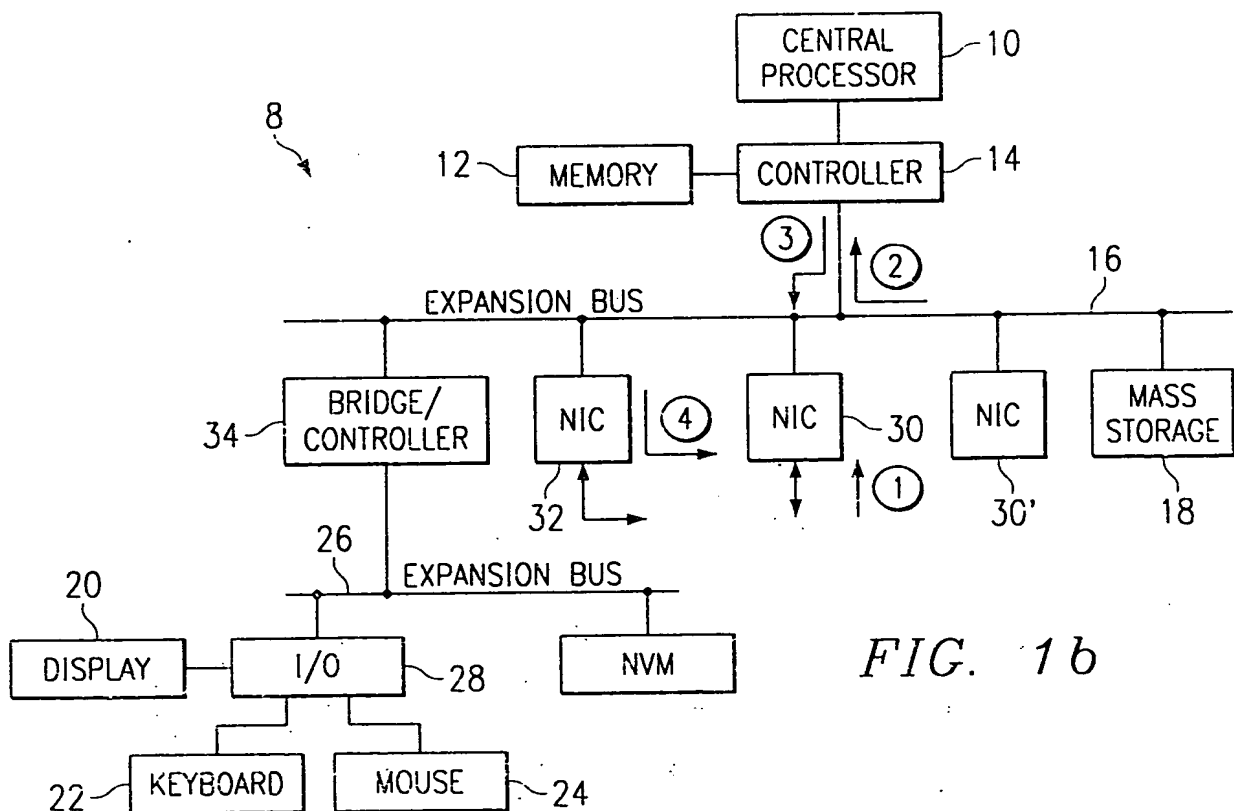 CENTRAL
PROCESSOR
10
8
12
MEMORY
CONTROLLER
14
3
2
16
EXPANSION BUS
BRIDGE/
CONTROLLER
34
NIC
32
4
NIC
30
1
NIC
30'
MASS
STORAGE
18
26
EXPANSION BUS
20
DISPLAY
I/O
28
NVM
22
KEYBOARD
MOUSE
24
FIG. 1b